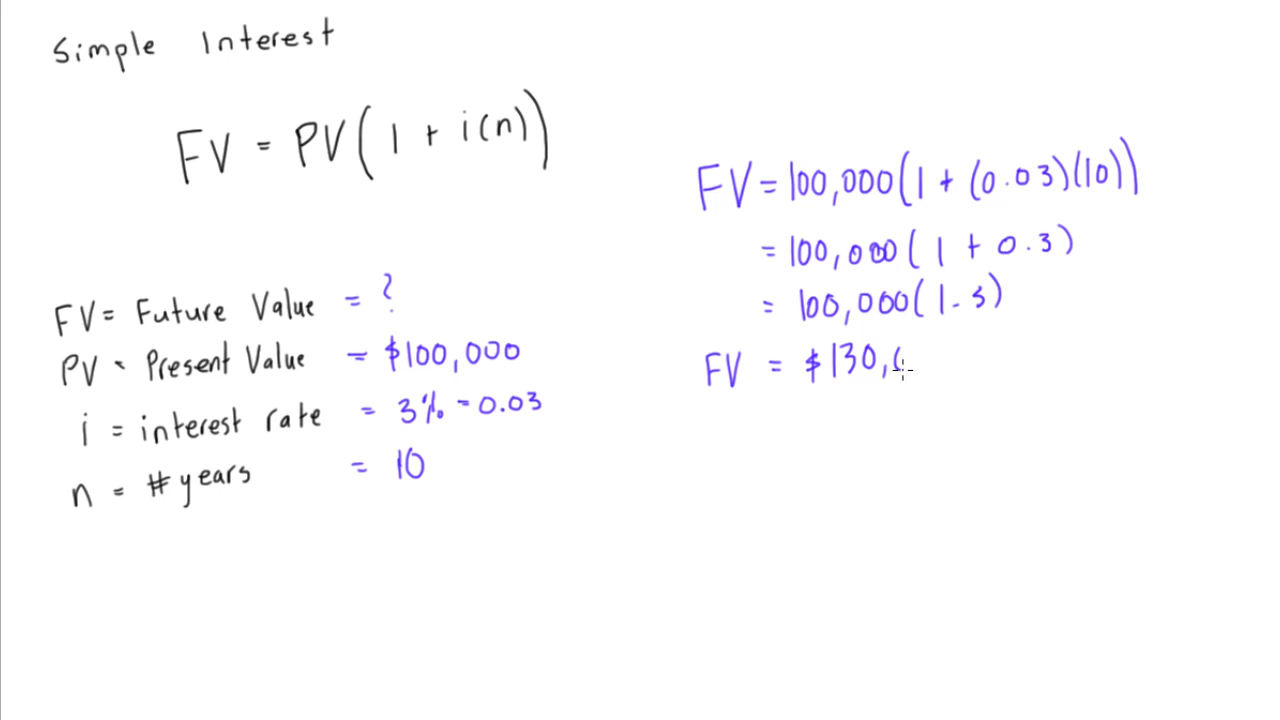 Simple Interest
FV = PV(1 + i(n))
FV = Future Value = ?
PV = Present Value = $100,000
i = interest rate = 3% = 0.03
n = # years = 10
FV = 100,000(1 + (0.03)(10))
= 100,000(1 + 0.3)
= 100,000(1.3)
FV = $130,